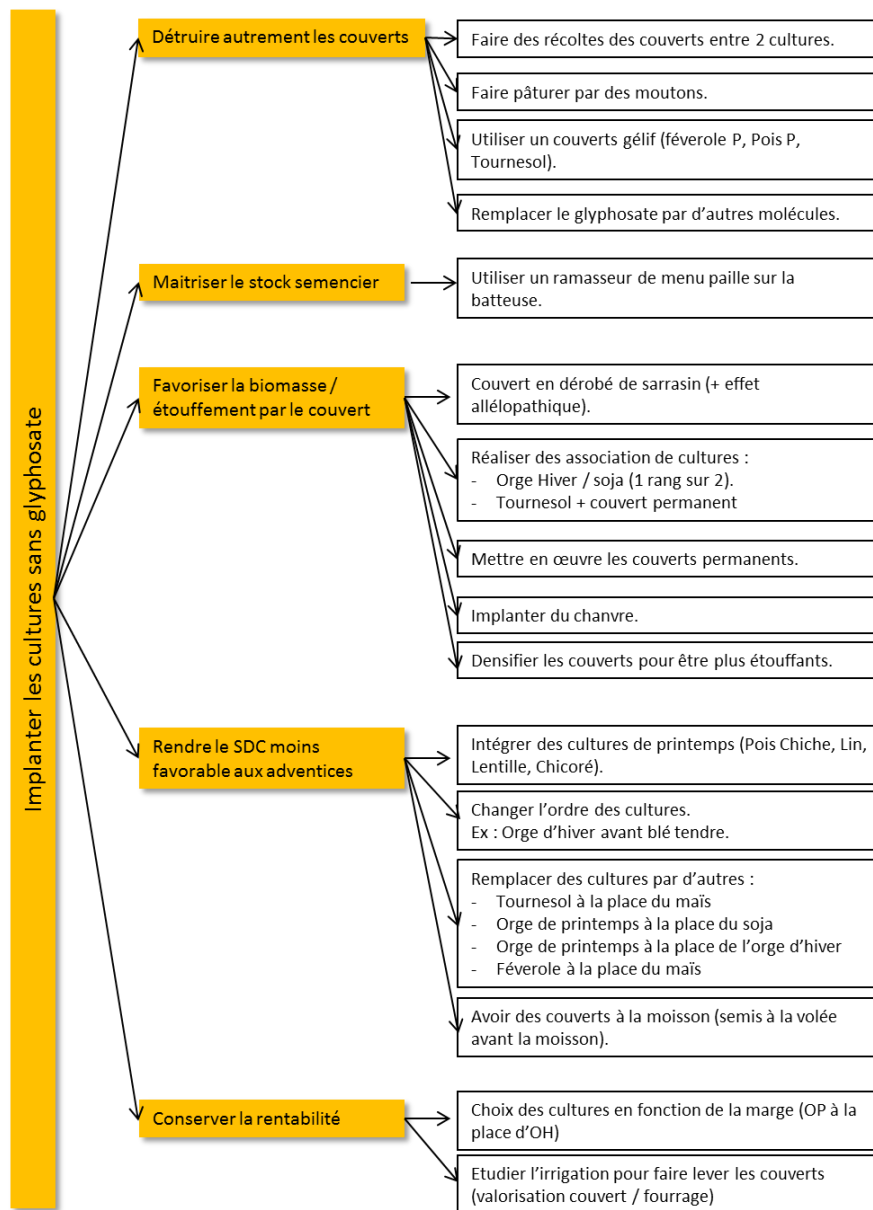 Implanter les cultures sans glyphosate
Détruire autrement les couverts
Faire des récoltes des couverts entre 2 cultures.
Faire pâturer par des moutons.
Utiliser un couverts gélif (féverole P, Pois P,
Tournesol).
Remplacer le glyphosate par d’autres molécules.
Maitriser le stock semencier
Utiliser un ramasseur de menu paille sur la
batteuse.
Favoriser la biomasse /
étouffement par le couvert
Couvert en dérobé de sarrasin (+ effet
allélopathique).
Réaliser des association de cultures :
- Orge Hiver / soja (1 rang sur 2).
- Tournesol + couvert permanent
Mettre en œuvre les couverts permanents.
Implanter du chanvre.
Densifier les couverts pour être plus étouffants.
Rendre le SDC moins
favorable aux adventices
Intégrer des cultures de printemps (Pois Chiche, Lin,
Lentille, Chicoré).
Changer l’ordre des cultures.
Ex : Orge d’hiver avant blé tendre.
Remplacer des cultures par d’autres :
- Tournesol à la place du maïs
- Orge de printemps à la place du soja
- Orge de printemps à la place de l’orge d’hiver
- Féverole à la place du maïs
Avoir des couverts à la moisson (semis à la volée
avant la moisson).
Conserver la rentabilité
Choix des cultures en fonction de la marge (OP à la
place d’OH)
Etudier l’irrigation pour faire lever les couverts
(valorisation couvert / fourrage)